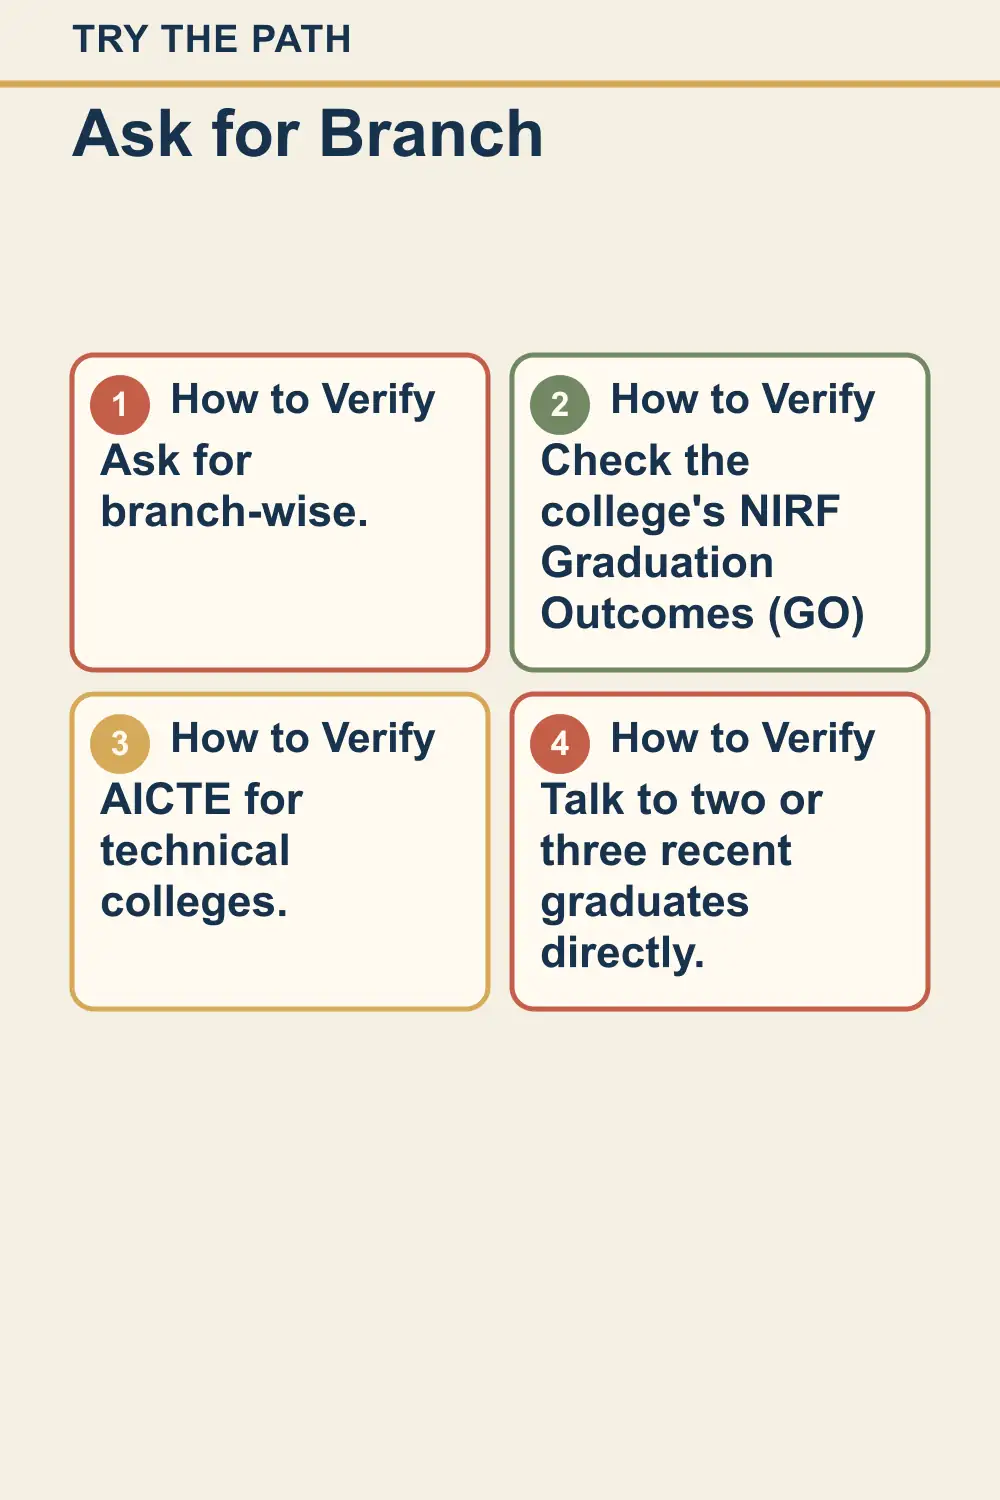 TRY THE PATH
Ask for Branch
1 How to Verify
Ask for
branch-wise.
2 How to Verify
Check the
college's NIRF
Graduation
Outcomes (GO)
3 How to Verify
AICTE for
technical
colleges.
4 How to Verify
Talk to two or
three recent
graduates
directly.